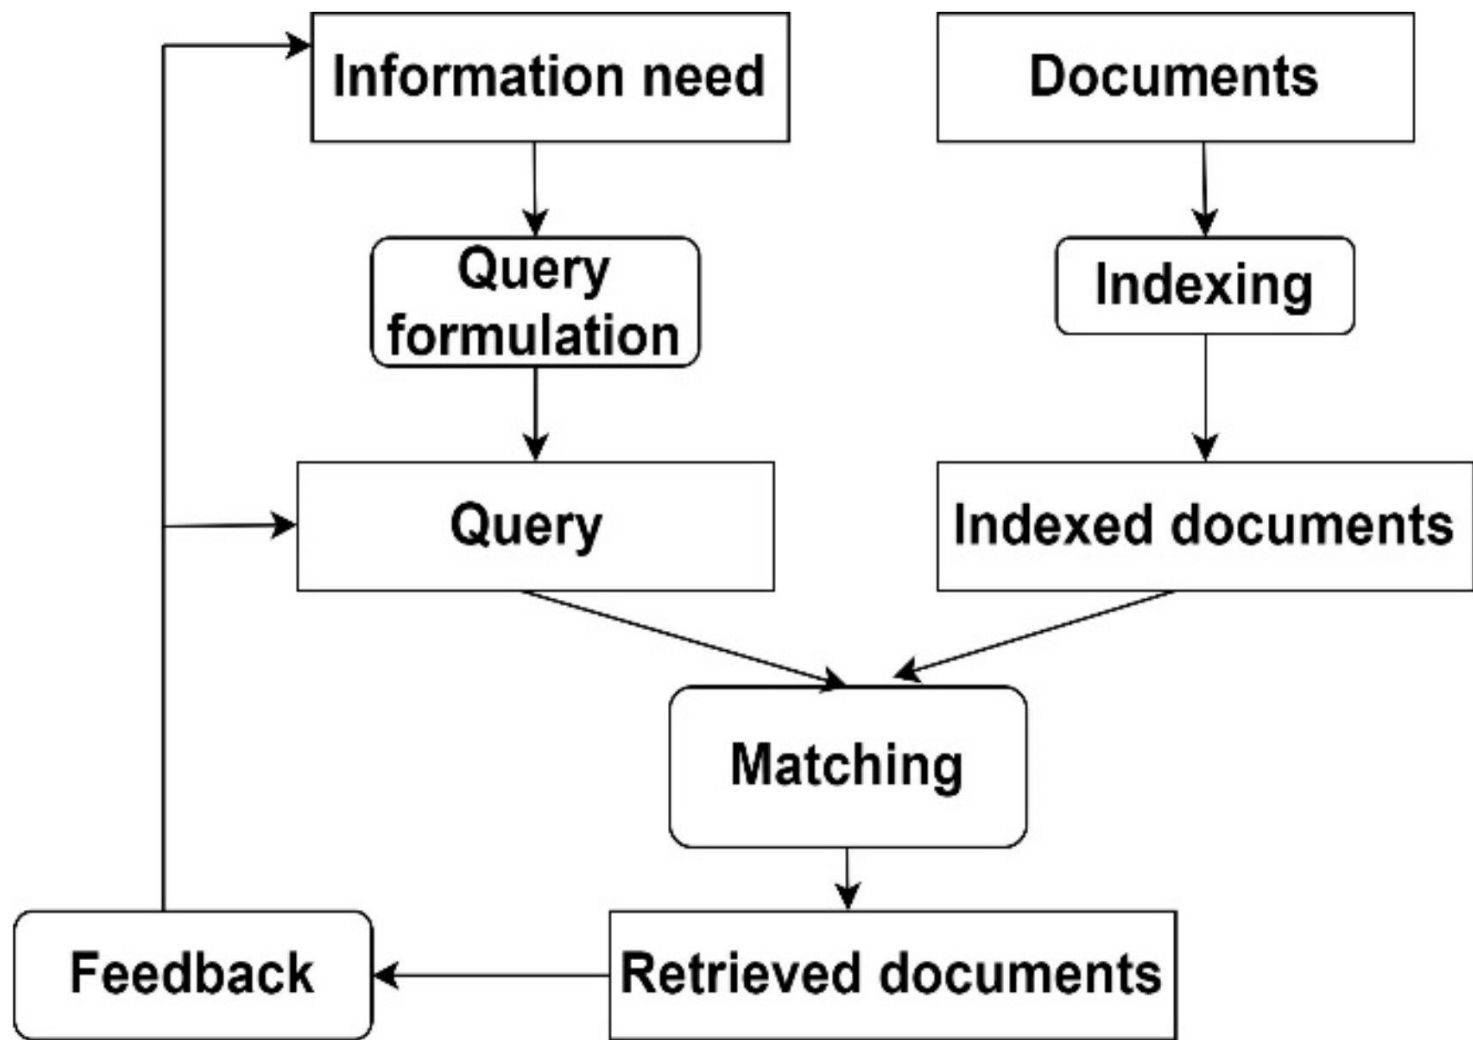 Information need
Documents
Query
formulation
Indexing
Query
Indexed documents
Matching
Feedback
Retrieved documents